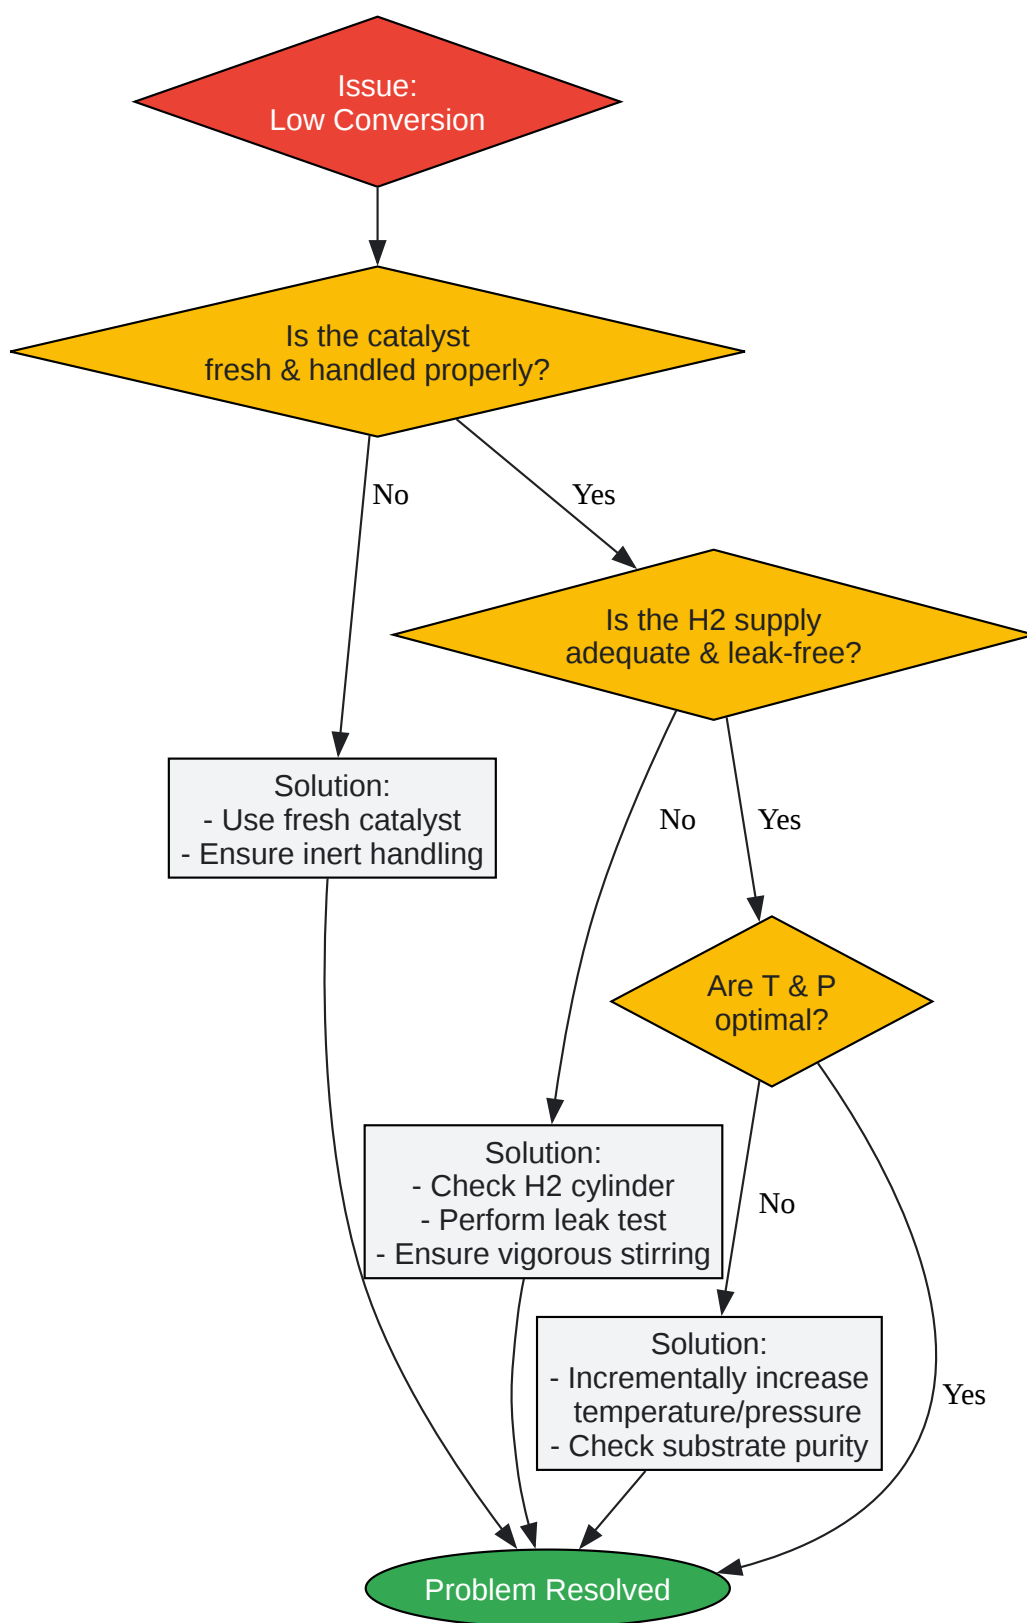 Issue:
Low Conversion
Is the catalyst
fresh & handled properly?
No
Yes
Is the H2 supply
adequate & leak-free?
Solution:
- Use fresh catalyst
- Ensure inert handling
No
Yes
Are T & P
optimal?
Solution:
- Check H2 cylinder
- Perform leak test
- Ensure vigorous stirring
No
Solution:
- Incrementally increase
temperature/pressure
- Check substrate purity
Yes
Problem Resolved